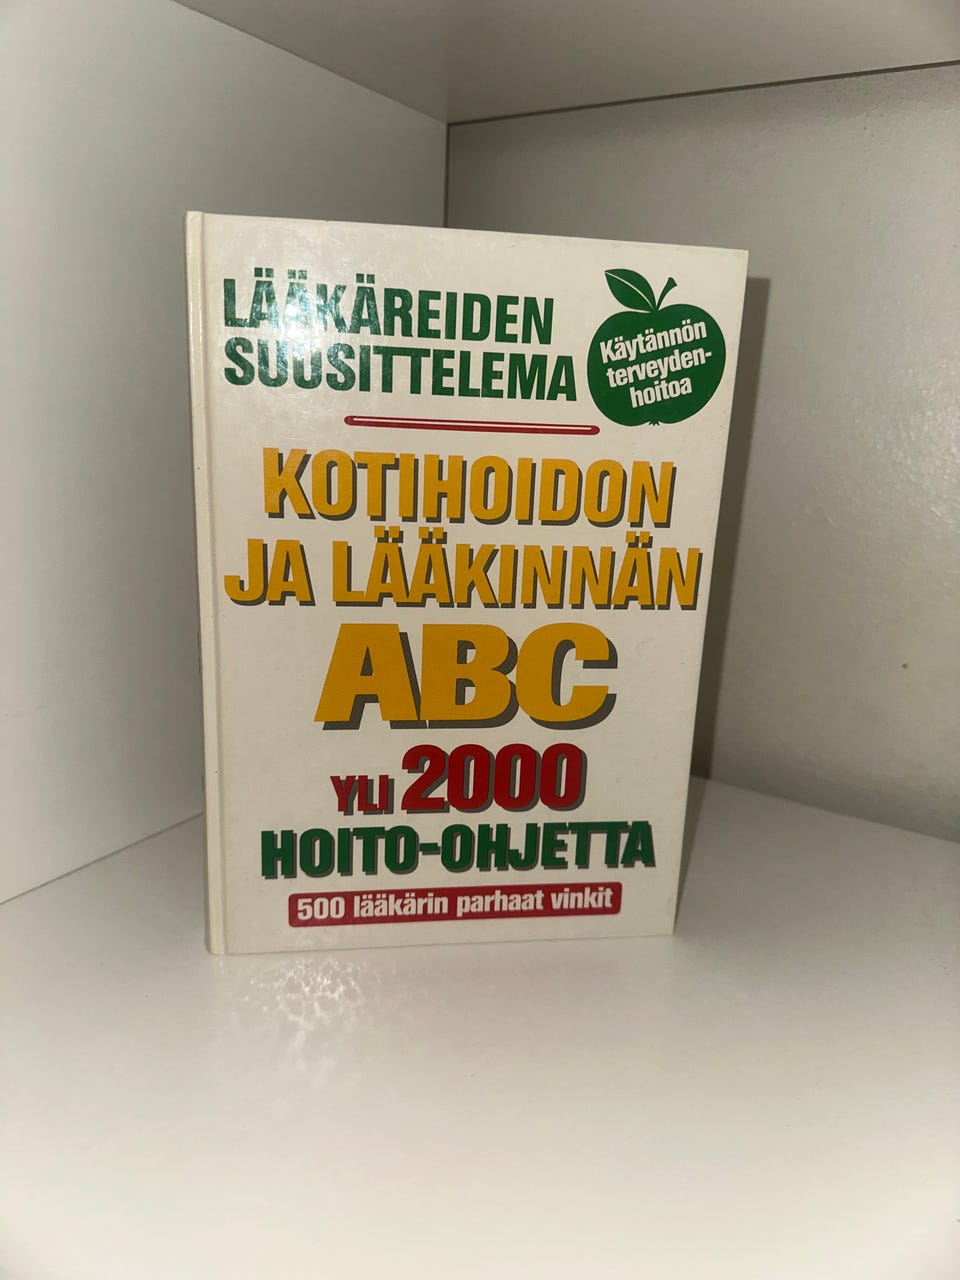 LÄÄKÄREIDEN
SUOSITTELEMA
Käytännön
terveyden-
hoitoa
KOTIHOIDON
JA LÄÄKINNÄN
ABC
YLI 2000
HOITO-OHJETTA
500 lääkärin parhaat vinkit